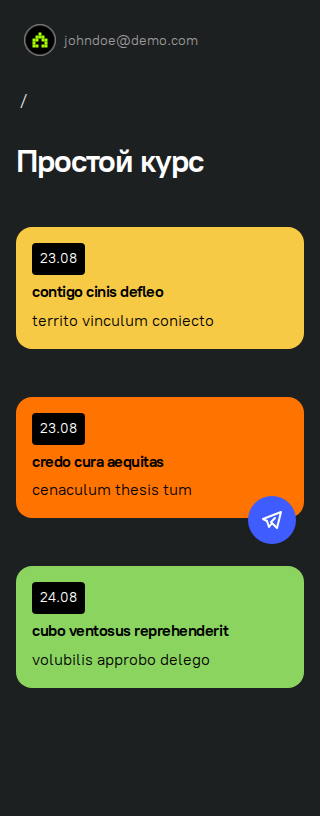 johndoe@demo.com
/
Простой курс
23.08
contigo cinis defleo
territo vinculum coniecto
23.08
credo cura aequitas
cenaculum thesis tum
24.08
cubo ventosus reprehenderit
volubilis approbo delego